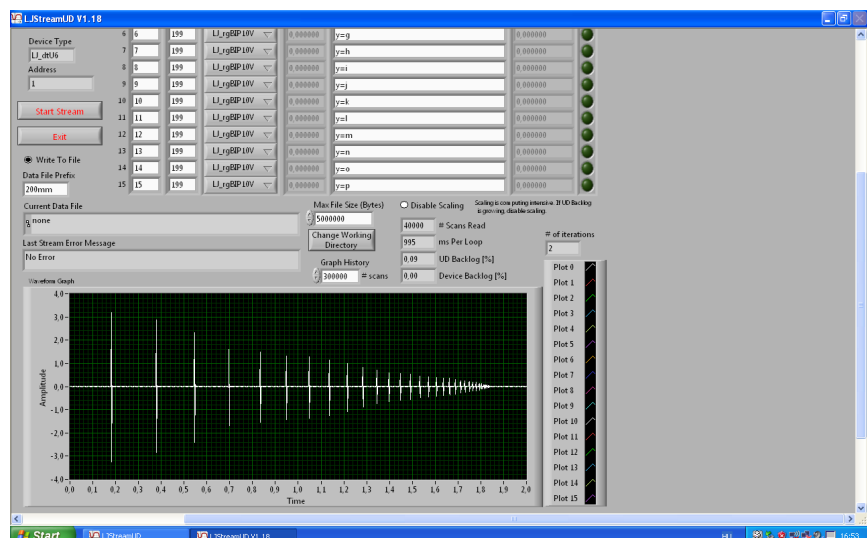 LJStreamUD V1.18
Device Type
LJ_dtU6
Address
1
Start Stream
Exit
Write To File
Data File Prefix
200mm
6 6 199 LJ_rgBIP10V 0,000000 y=g 0,000000
7 7 199 LJ_rgBIP10V 0,000000 y=h 0,000000
8 8 199 LJ_rgBIP10V 0,000000 y=i 0,000000
9 9 199 LJ_rgBIP10V 0,000000 y=j 0,000000
10 10 199 LJ_rgBIP10V 0,000000 y=k 0,000000
11 11 199 LJ_rgBIP10V 0,000000 y=l 0,000000
12 12 199 LJ_rgBIP10V 0,000000 y=m 0,000000
13 13 199 LJ_rgBIP10V 0,000000 y=n 0,000000
14 14 199 LJ_rgBIP10V 0,000000 y=o 0,000000
15 15 199 LJ_rgBIP10V 0,000000 y=p 0,000000
Current Data File
none
Last Stream Error Message
No Error
Max File Size (Bytes)
5000000
Change Working
Directory
Graph History
300000 # scans
Disable Scaling
Scaling is computing intensive. If UD Backlog
is growing, disable scaling.
40000 # Scans Read
995 ms Per Loop
0,09 UD Backlog [%]
0,00 Device Backlog [%]
# of iterations
2
Waveform Graph
Amplitude
4,0
3,0
2,0
1,0
0,0
-1,0
-2,0
-3,0
-4,0
0,0 0,1 0,2 0,3 0,4 0,5 0,6 0,7 0,8 0,9 1,0 1,1 1,2 1,3 1,4 1,5 1,6 1,7 1,8 1,9 2,0
Time
Plot 0
Plot 1
Plot 2
Plot 3
Plot 4
Plot 5
Plot 6
Plot 7
Plot 8
Plot 9
Plot 10
Plot 11
Plot 12
Plot 13
Plot 14
Plot 15
Start
LJStreamUD
LJStreamUD V1.18
HU
16:53